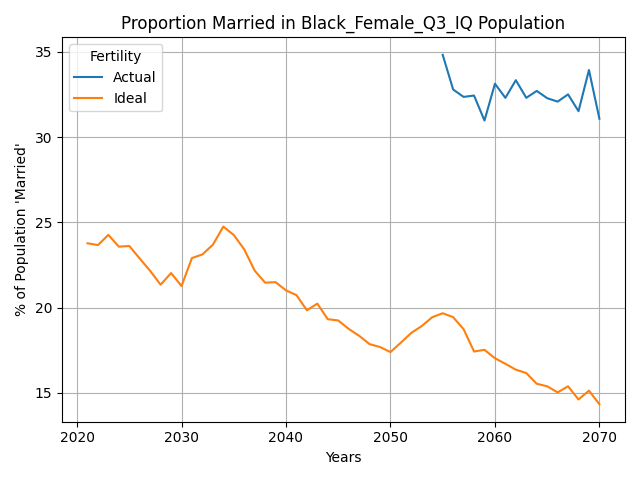 Proportion Married in Black_Female_Q3_IQ Population
% of Population 'Married'
35
30
25
20
15
Fertility
Actual
Ideal
2020 2030 2040 2050 2060 2070
Years